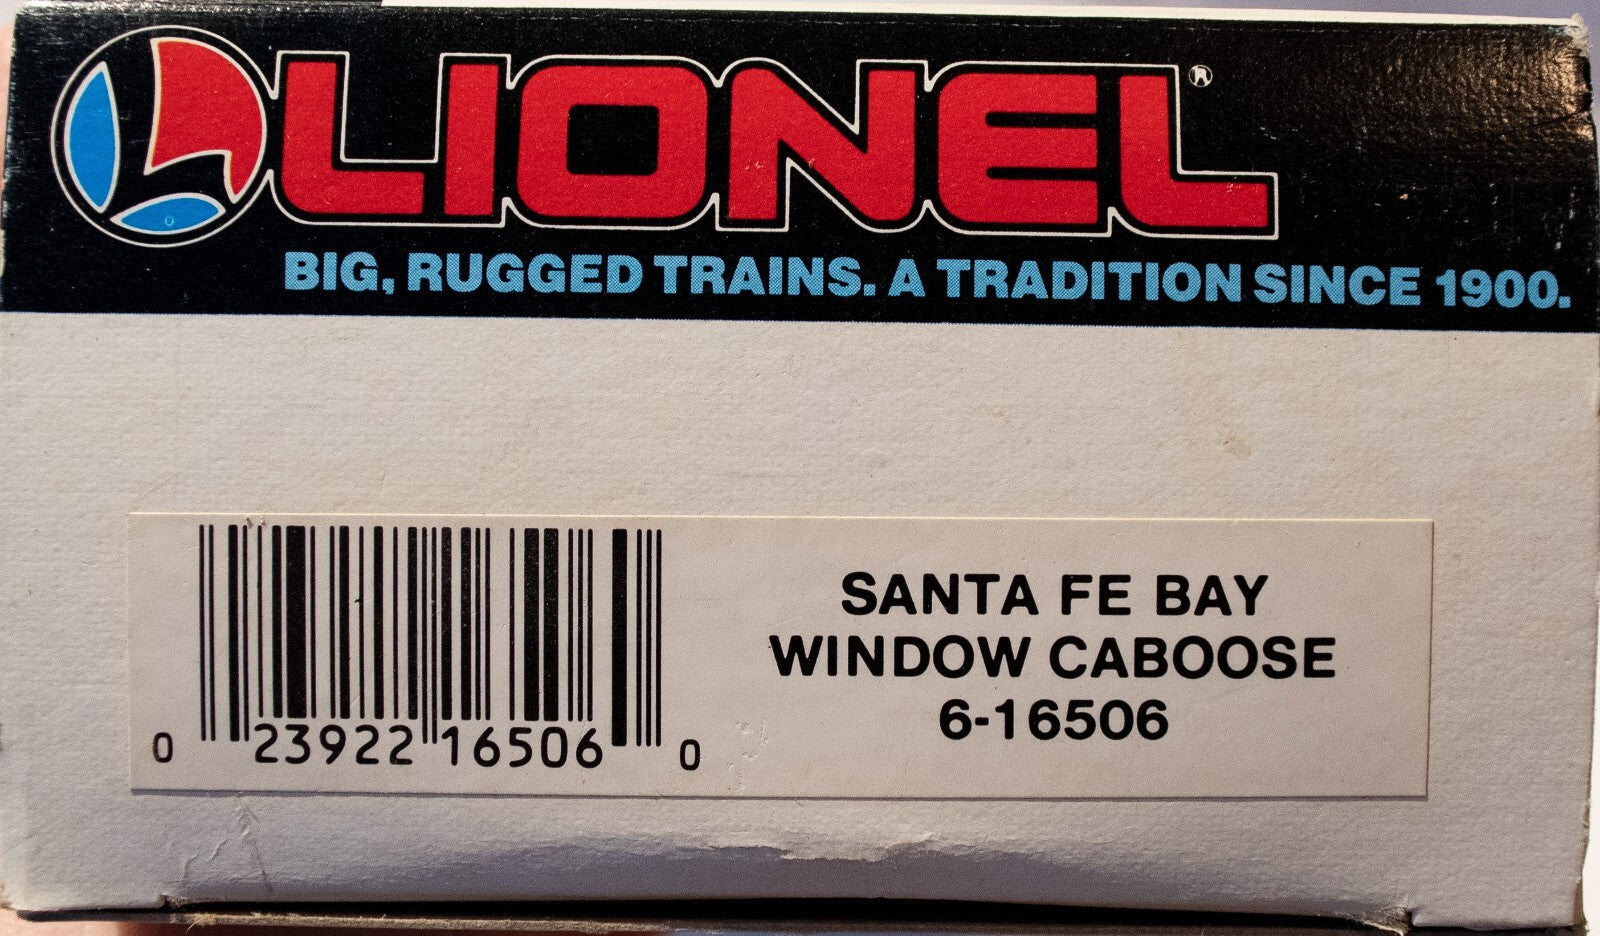 LIONEL®
BIG, RUGGED TRAINS. A TRADITION SINCE 1900.
SANTA FE BAY
WINDOW CABOOSE
6-16506
0 23922 16506 0